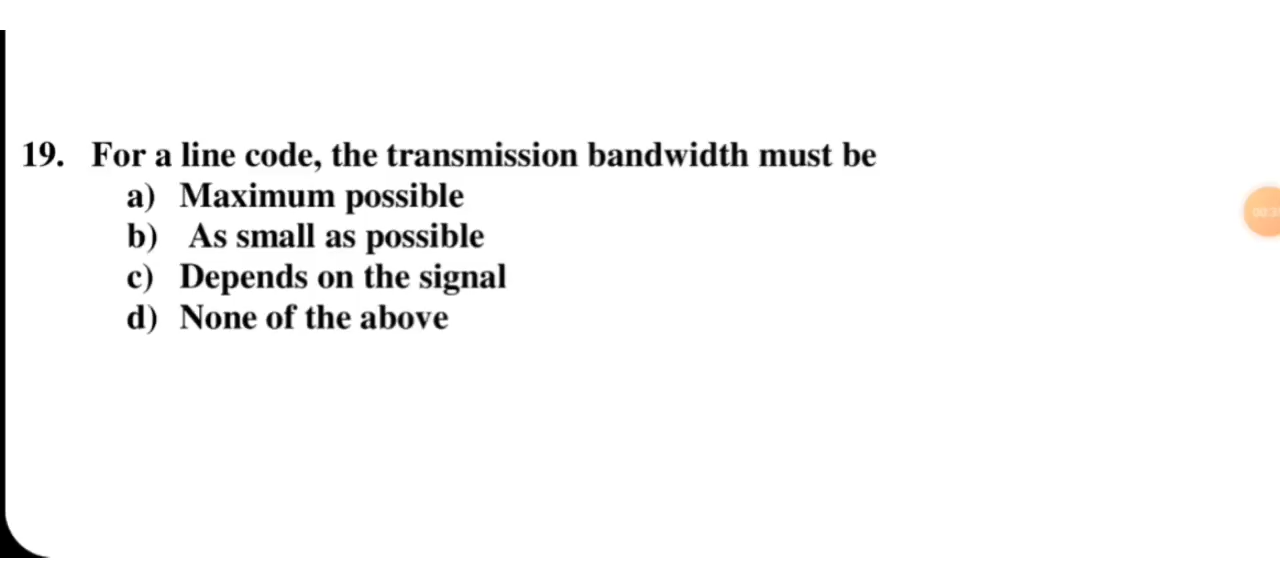 19. For a line code, the transmission bandwidth must be
a) Maximum possible
b) As small as possible
c) Depends on the signal
d) None of the above